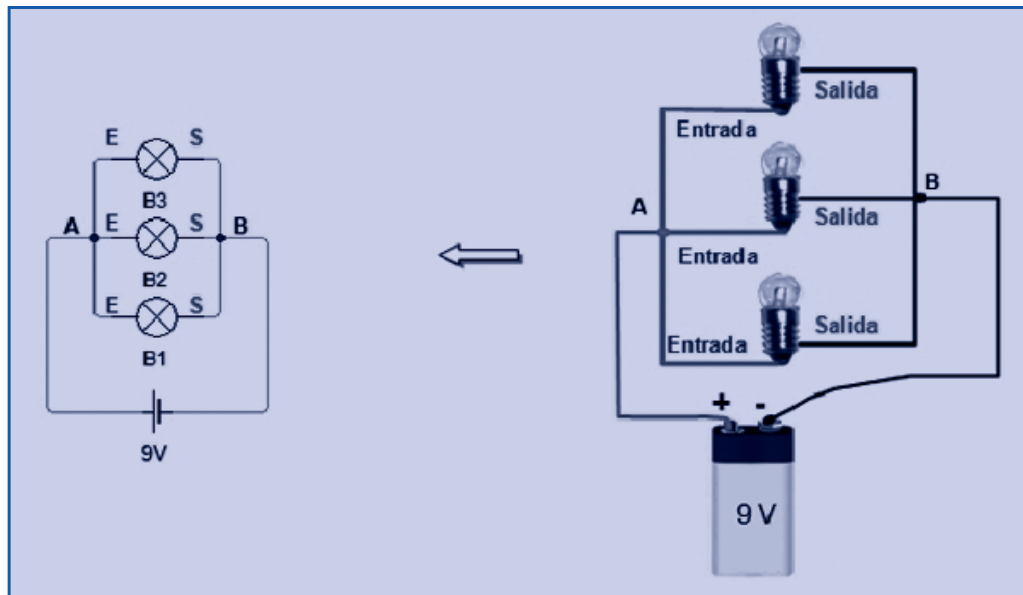 E S
B3
A E S B
B2
E S
B1
9V
Salida
Entrada
A
B
Salida
Entrada
Salida
Entrada
+ -
9 V